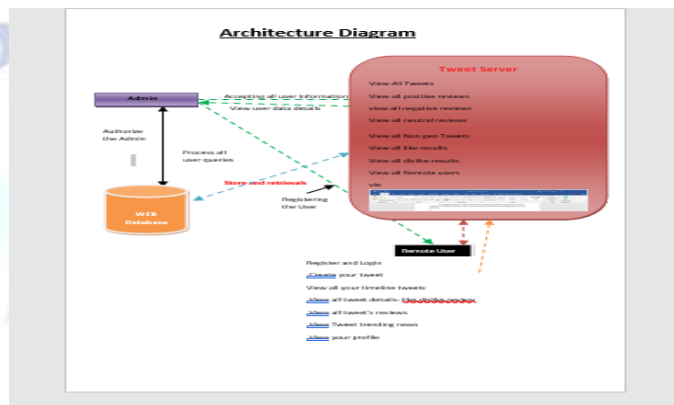 Architecture Diagram
Tweet Server
View All Tweets
View all positive reviews
view all negative reviews
View all neutral reviews
View all Non geo Tweets
View all like results
View all dislike results
View all Remote users
vie
Admin
Accepting all user Information
View user data details
Authorize
the Admin
Process all
user queries
Store and retrievals
Registering
the User
WEB
Database
Remote User
Register and Login
Create your tweet
View all your timeline tweets
View all tweet details- like dislike review
View all tweet's reviews
View Tweet trending news
View your profile